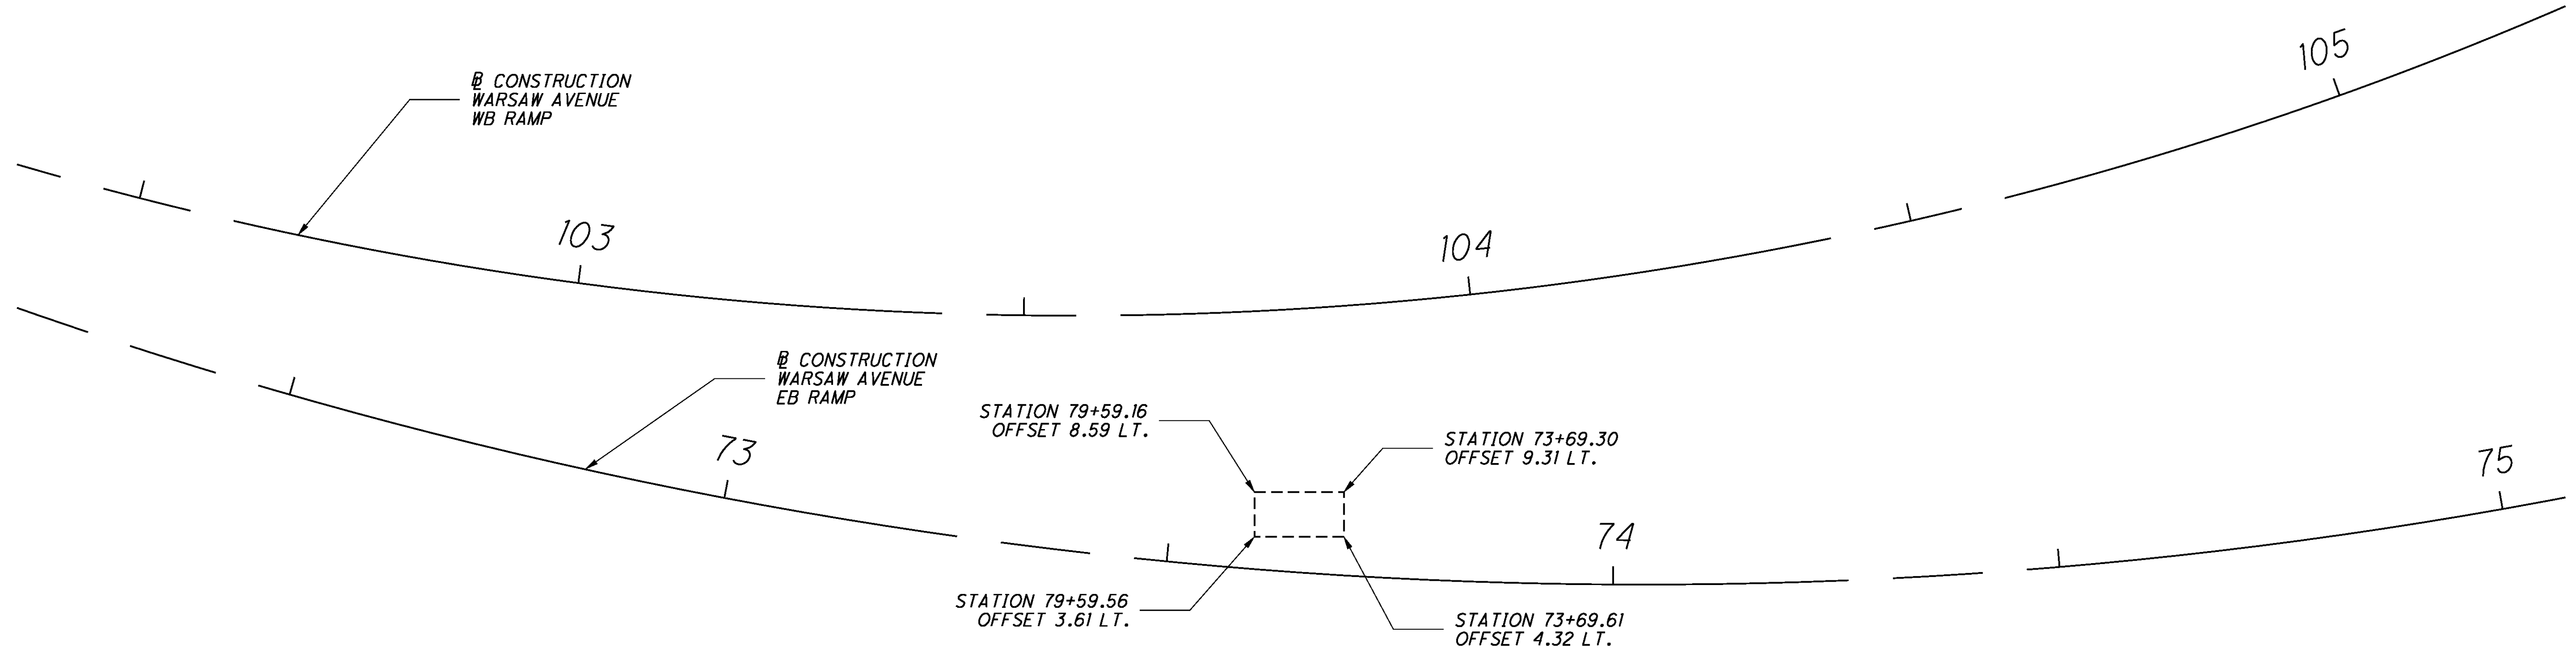 ℄ CONSTRUCTION
WARSAW AVENUE
WB RAMP
103
104
105
℄ CONSTRUCTION
WARSAW AVENUE
EB RAMP
73
74
75
STATION 79+59.16
OFFSET 8.59 LT.
STATION 73+69.30
OFFSET 9.31 LT.
STATION 79+59.56
OFFSET 3.61 LT.
STATION 73+69.61
OFFSET 4.32 LT.